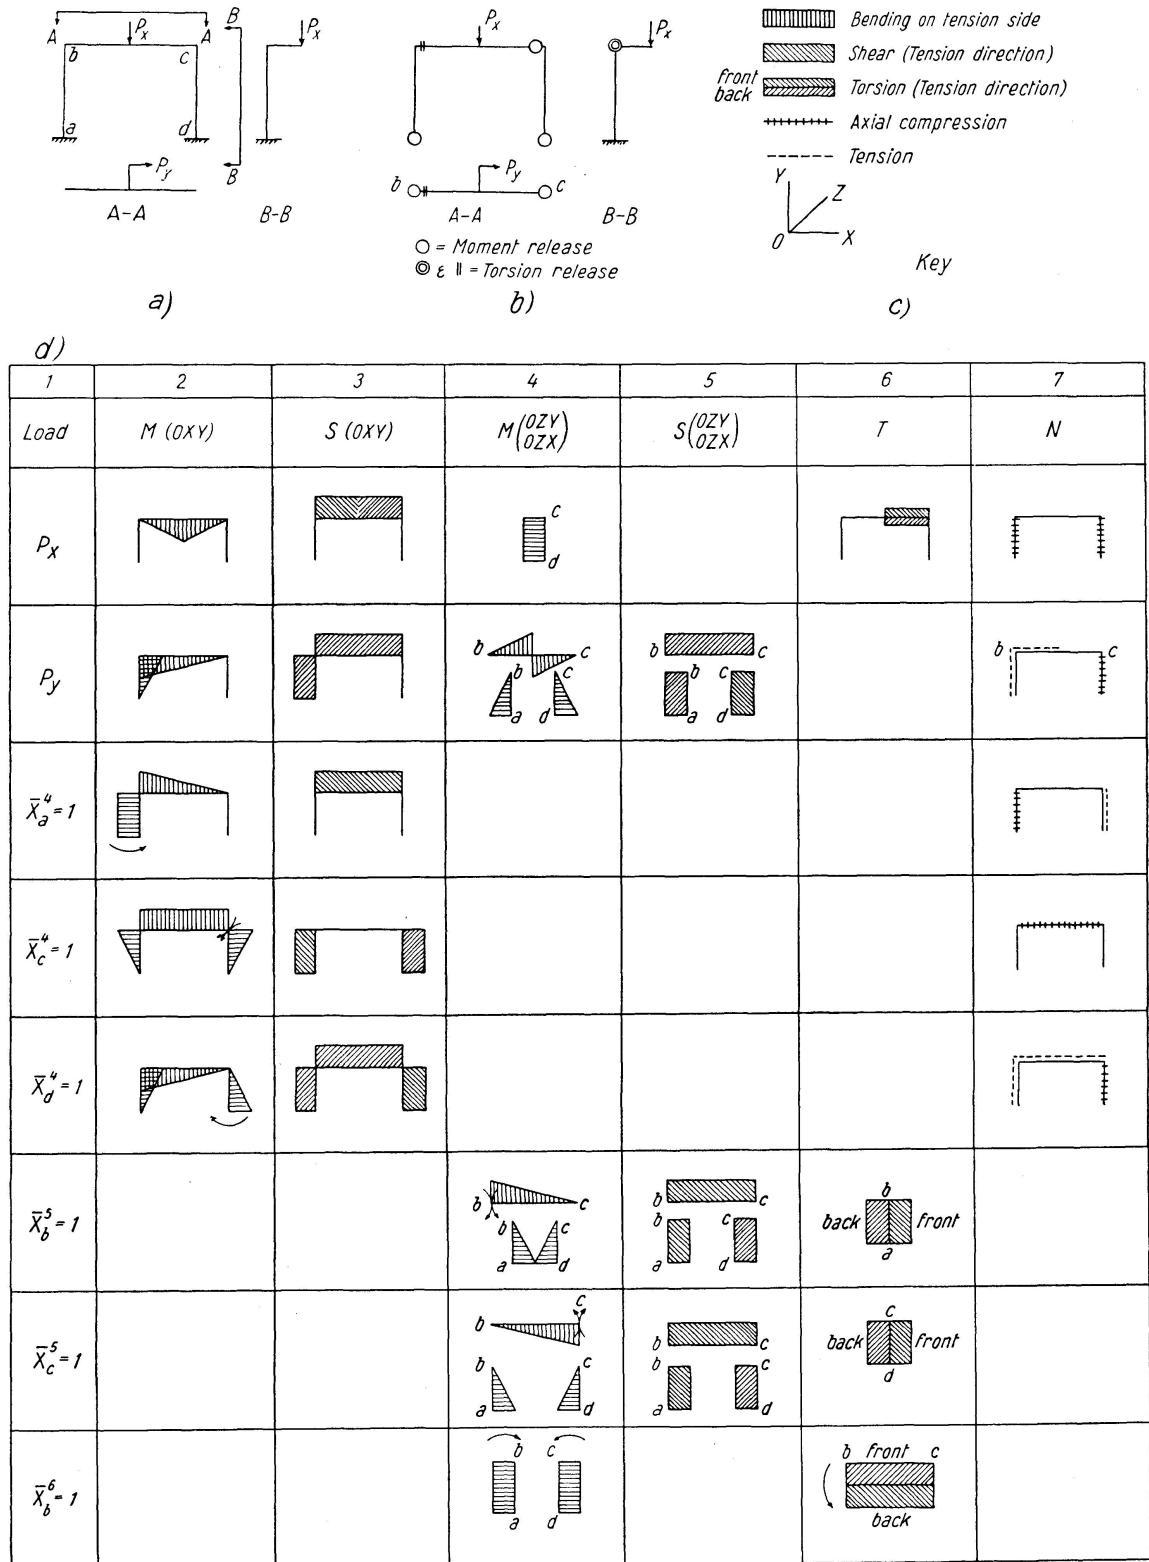 A
P_x
A
B
b
c
a
d
P_y
B
A-A
P_x
B-B
a)
P_x
b
P_y
c
A-A
P_x
B-B
○ = Moment release
◎ ε || = Torsion release
b)
Bending on tension side
Shear (Tension direction)
front
back
Torsion (Tension direction)
Axial compression
Tension
Y
Z
O
X
Key
c)
d)
1 2 3 4 5 6 7
Load M (OXY) S (OXY) M(OZY OZX) S(OZY OZX) T N
P_x
c
d
P_y
b c
b c
a d
b c
b c
a d
b c
X̄_a^4 = 1
X̄_c^4 = 1
X̄_d^4 = 1
X̄_b^5 = 1
b c
b c
a d
b c
b c
a d
b
back front
a
X̄_c^5 = 1
c
b
b c
a d
b c
b c
a d
c
back front
d
X̄_b^6 = 1
b c
a d
b front c
back